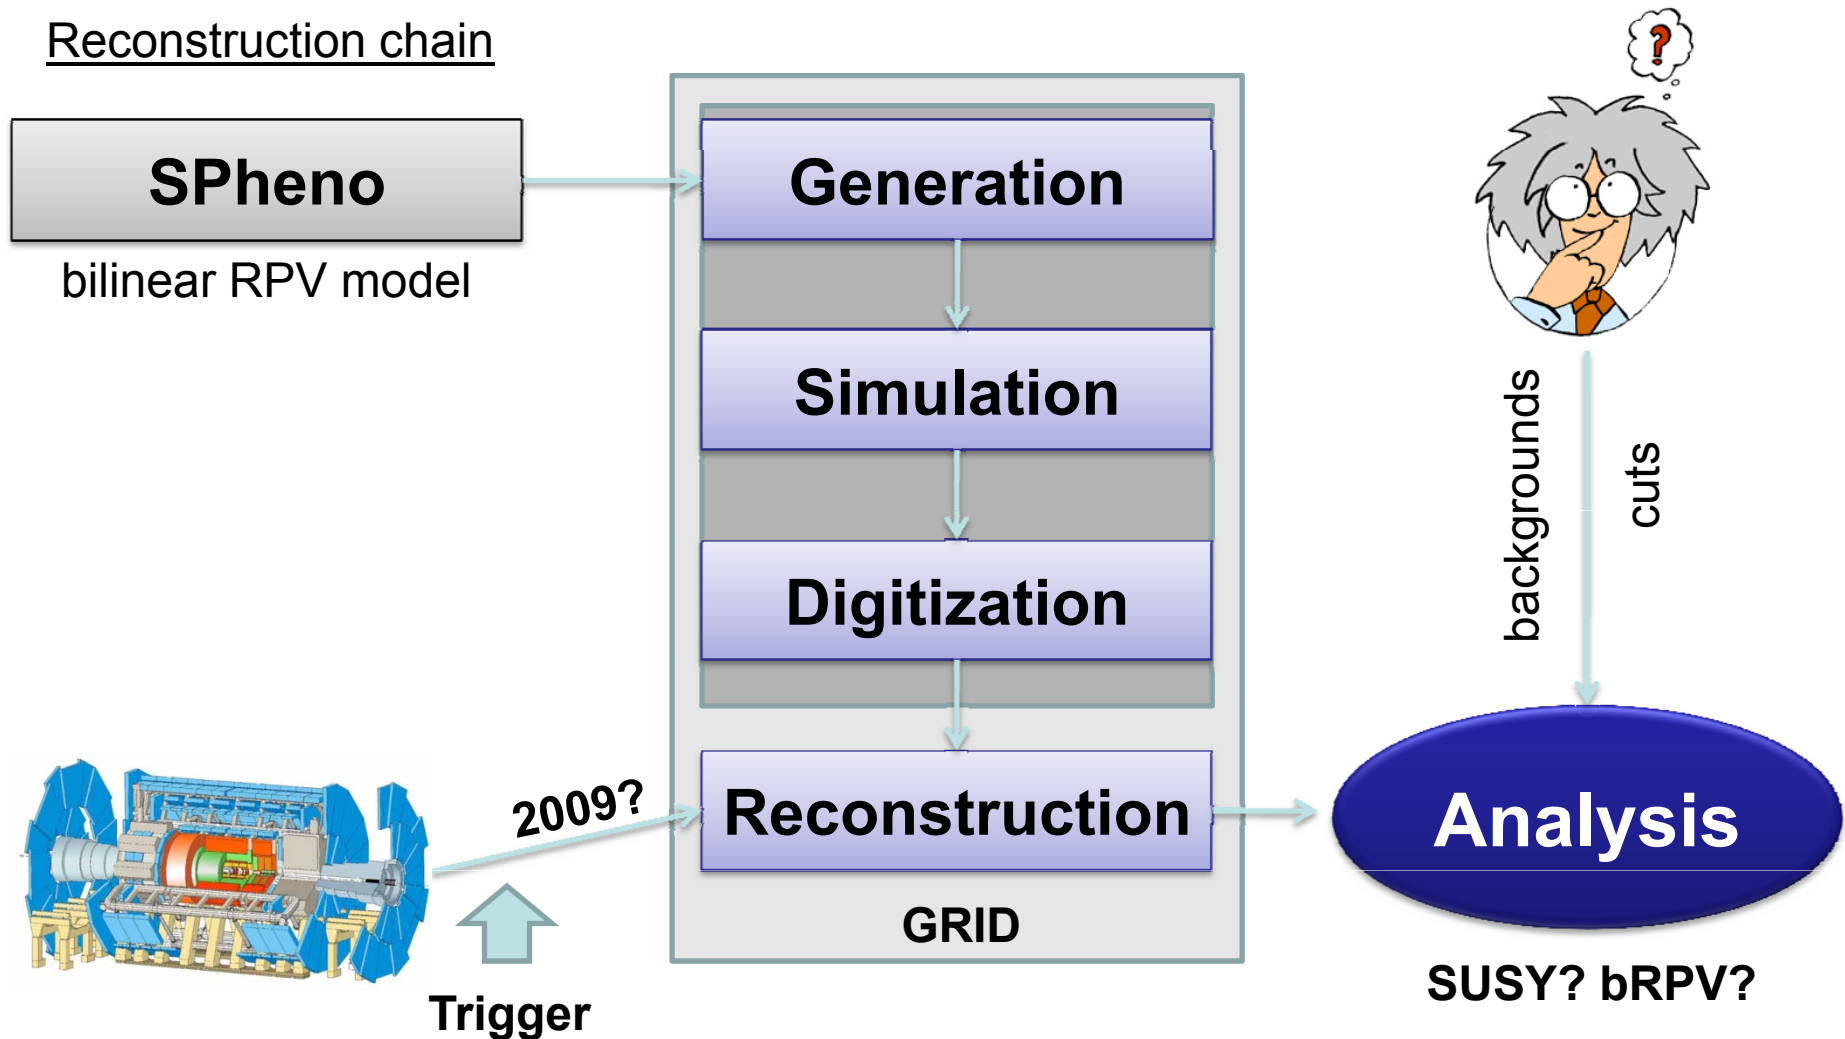 Reconstruction chain
SPheno
bilinear RPV model
Generation
Simulation
Digitization
Reconstruction
GRID
2009?
Trigger
?
backgrounds
cuts
Analysis
SUSY? bRPV?